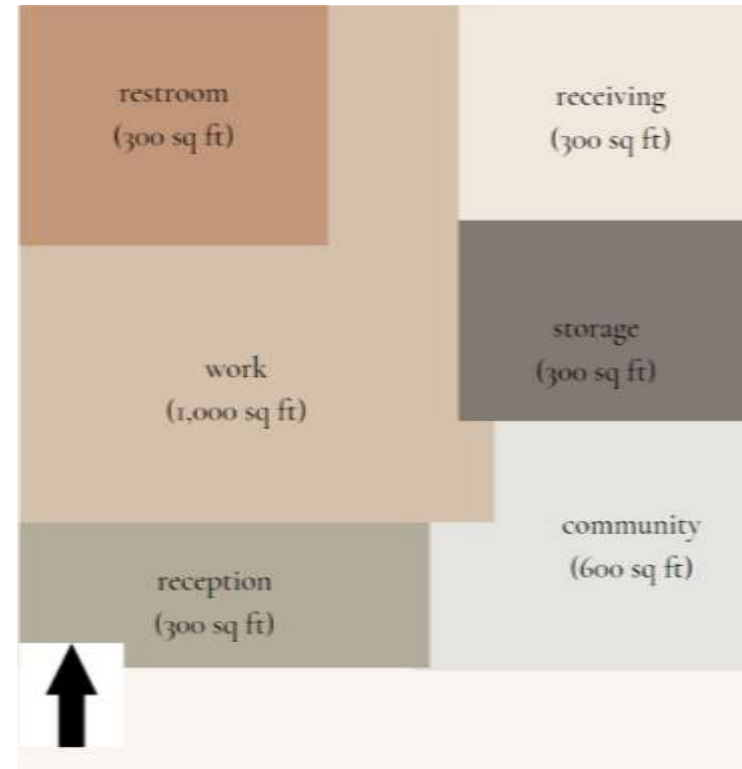 restroom
(300 sq ft)
receiving
(300 sq ft)
storage
(300 sq ft)
work
(1,000 sq ft)
community
(600 sq ft)
reception
(300 sq ft)